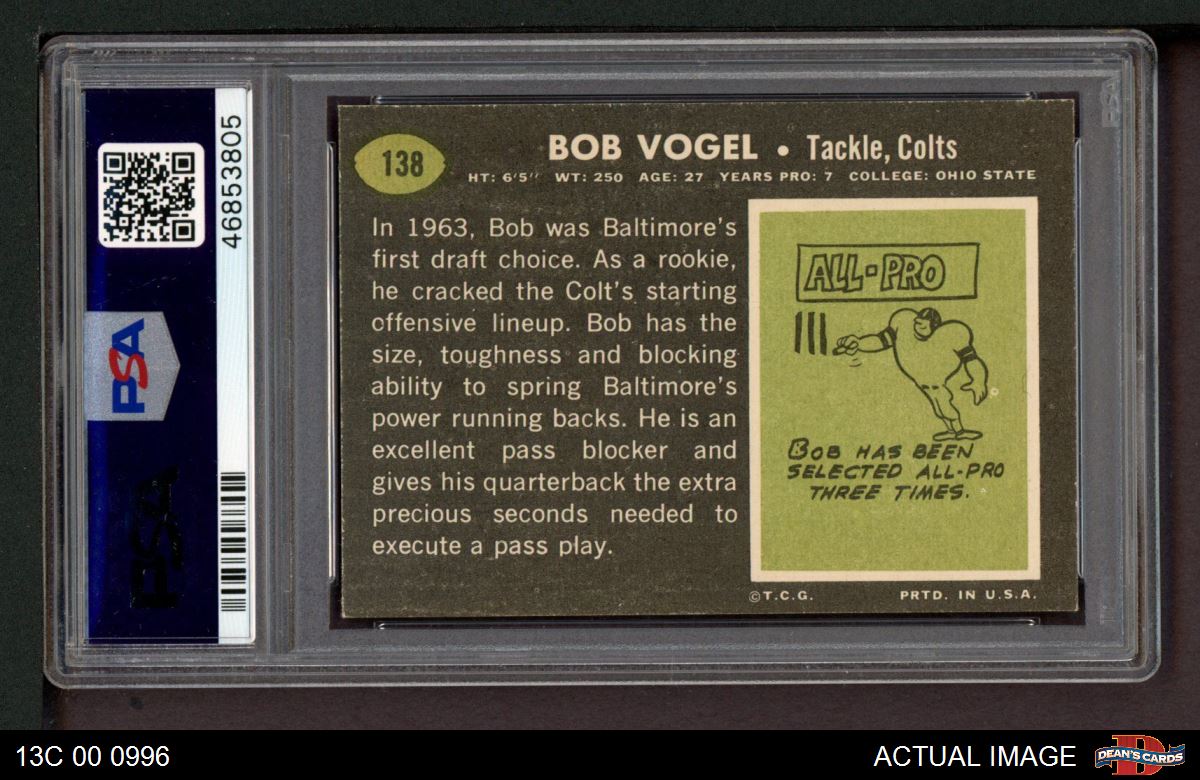 46853805
PSA
PSA
138
BOB VOGEL • Tackle, Colts
HT: 6'5" WT: 250 AGE: 27 YEARS PRO: 7 COLLEGE: OHIO STATE
In 1963, Bob was Baltimore's
first draft choice. As a rookie,
he cracked the Colt's starting
offensive lineup. Bob has the
size, toughness and blocking
ability to spring Baltimore's
power running backs. He is an
excellent pass blocker and
gives his quarterback the extra
precious seconds needed to
execute a pass play.
ALL-PRO
BOB HAS BEEN
SELECTED ALL-PRO
THREE TIMES.
©T.C.G. PRTD. IN U.S.A.
13C 00 0996
ACTUAL IMAGE
DEAN'S CARDS